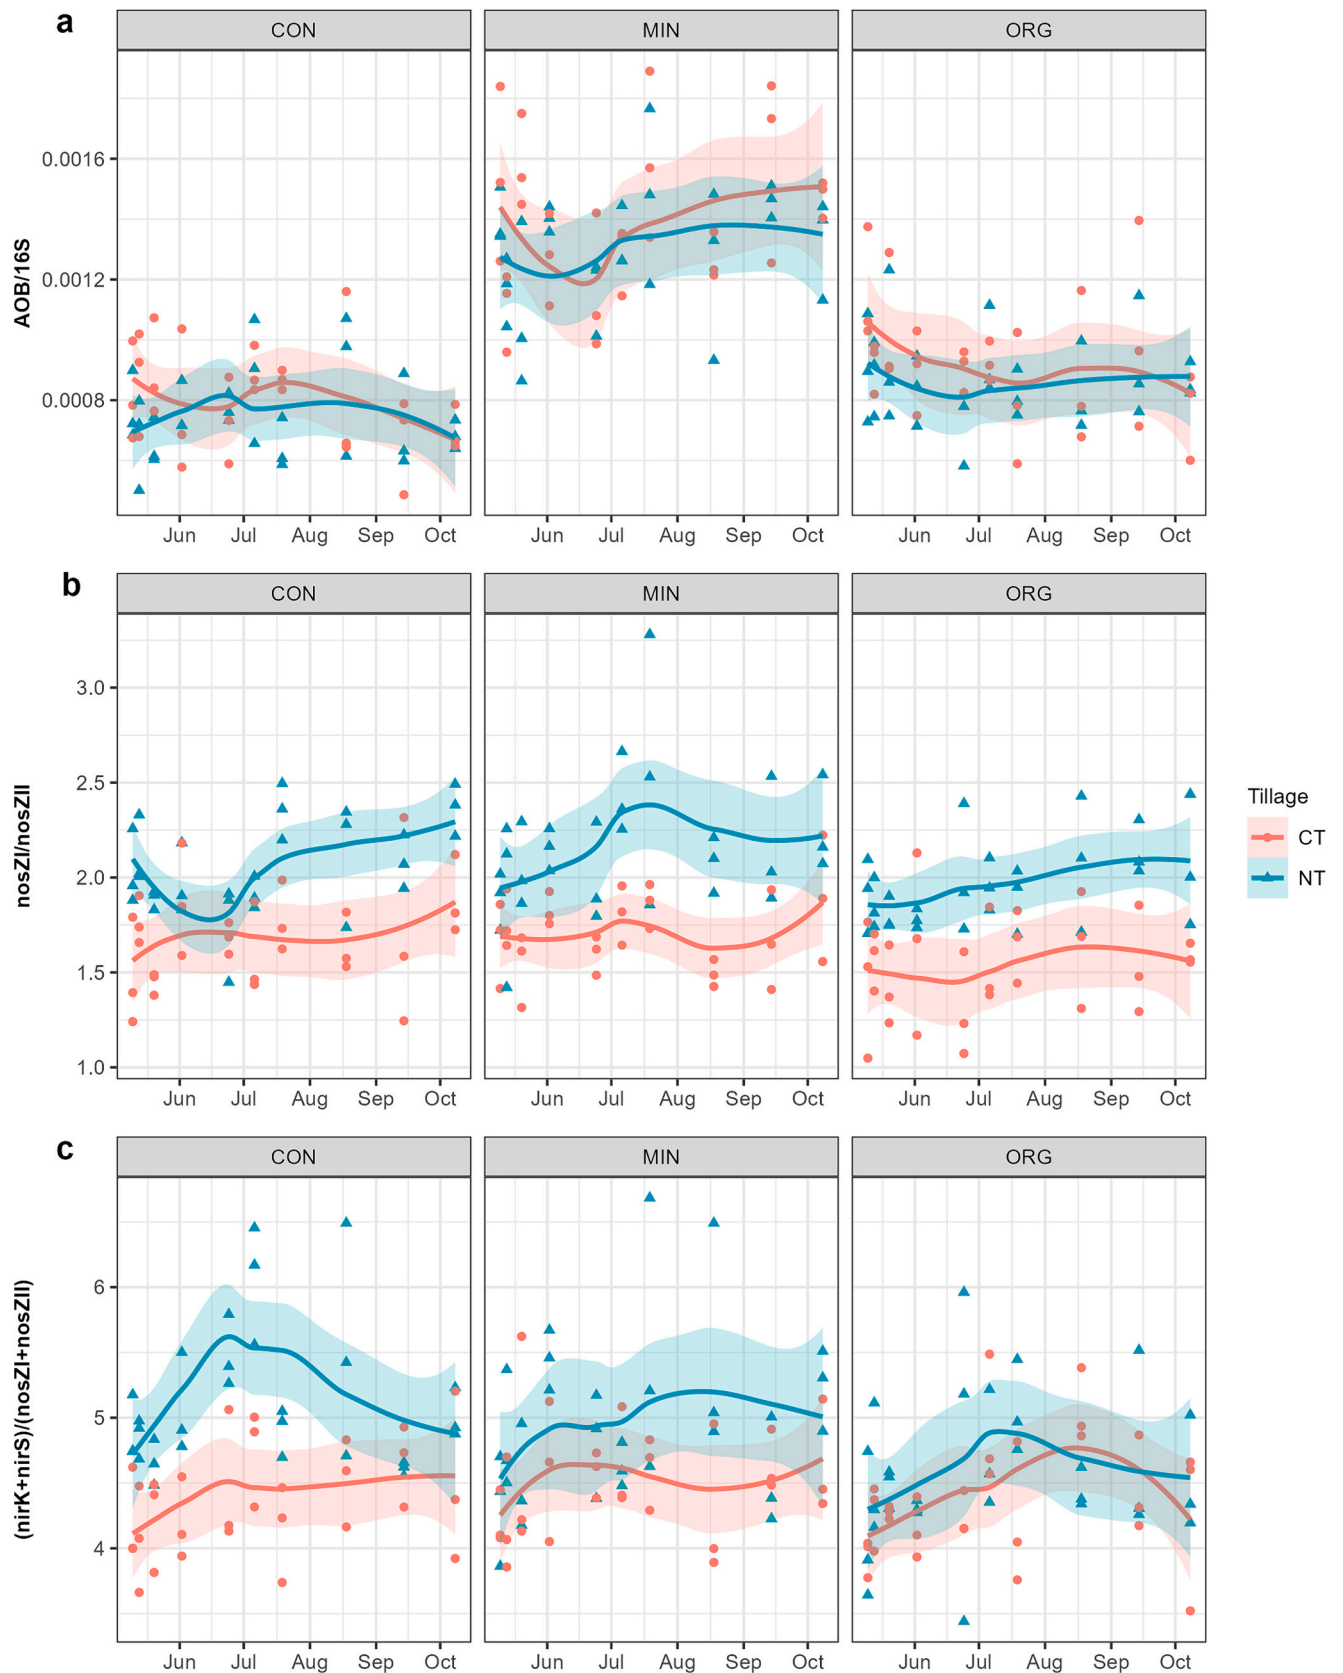 a
CON MIN ORG
AOB/16S
0.0016
0.0012
0.0008
Jun Jul Aug Sep Oct Jun Jul Aug Sep Oct Jun Jul Aug Sep Oct
b
CON MIN ORG
nosZI/nosZII
3.0
2.5
2.0
1.5
1.0
Jun Jul Aug Sep Oct Jun Jul Aug Sep Oct Jun Jul Aug Sep Oct
Tillage
CT
NT
c
CON MIN ORG
(nirK+nirS)/(nosZI+nosZII)
6
5
4
Jun Jul Aug Sep Oct Jun Jul Aug Sep Oct Jun Jul Aug Sep Oct